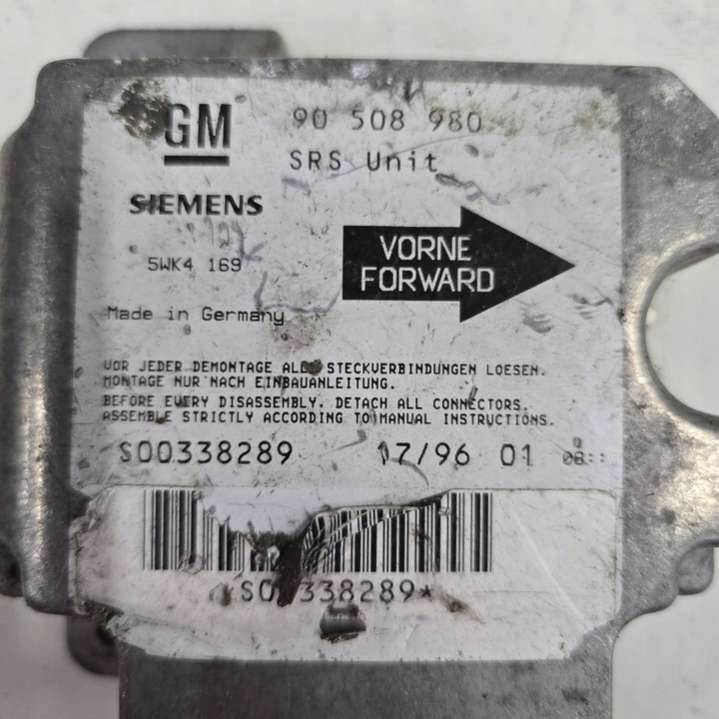 GM 90 508 980
SRS Unit
SIEMENS
VORNE
FORWARD
5WK4 169
Made in Germany
VOR JEDER DEMONTAGE ALLE STECKVERBINDUNGEN LOESEN.
MONTAGE NUR NACH EINBAUANLEITUNG.
BEFORE EVERY DISASSEMBLY. DETACH ALL CONNECTORS.
ASSEMBLE STRICTLY ACCORDING TO MANUAL INSTRUCTIONS.
S00338289 17/96 01
*S00338289*